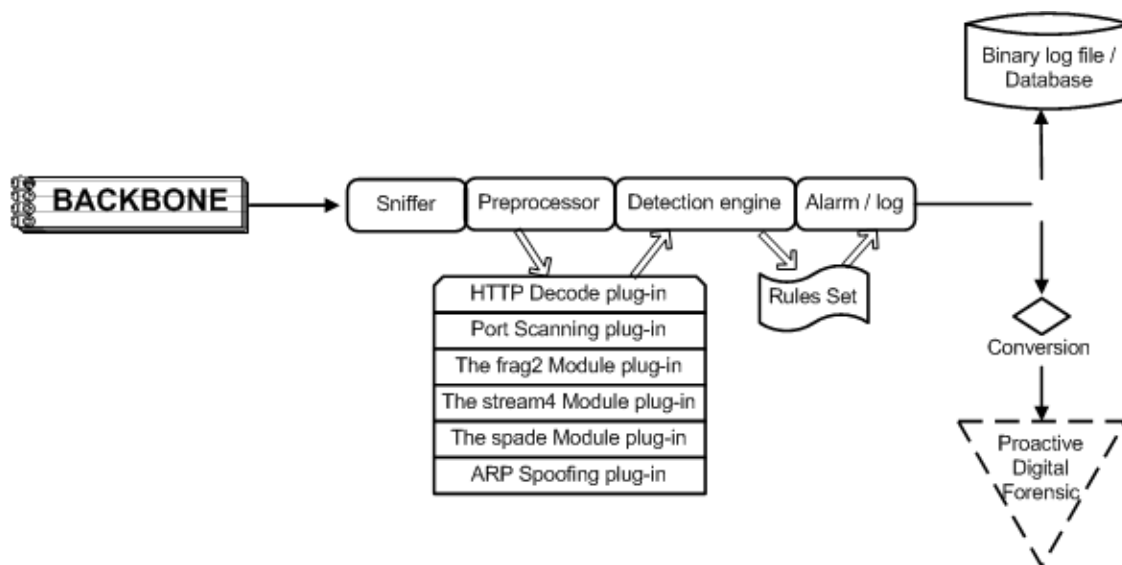 Binary log file /
Database
BACKBONE
Sniffer
Preprocessor
Detection engine
Alarm / log
HTTP Decode plug-in
Port Scanning plug-in
The frag2 Module plug-in
The stream4 Module plug-in
The spade Module plug-in
ARP Spoofing plug-in
Rules Set
Conversion
Proactive
Digital
Forensic